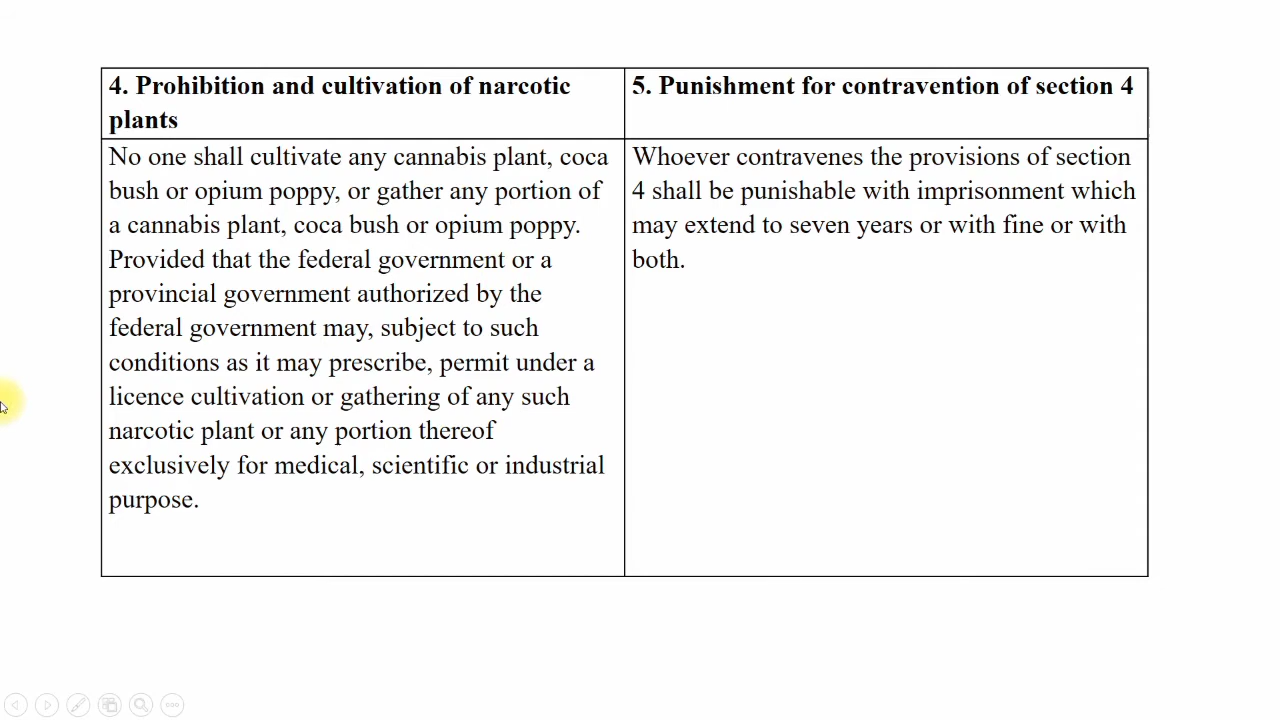 4. Prohibition and cultivation of narcotic
plants
No one shall cultivate any cannabis plant, coca
bush or opium poppy, or gather any portion of
a cannabis plant, coca bush or opium poppy.
Provided that the federal government or a
provincial government authorized by the
federal government may, subject to such
conditions as it may prescribe, permit under a
licence cultivation or gathering of any such
narcotic plant or any portion thereof
exclusively for medical, scientific or industrial
purpose.
5. Punishment for contravention of section 4
Whoever contravenes the provisions of section
4 shall be punishable with imprisonment which
may extend to seven years or with fine or with
both.